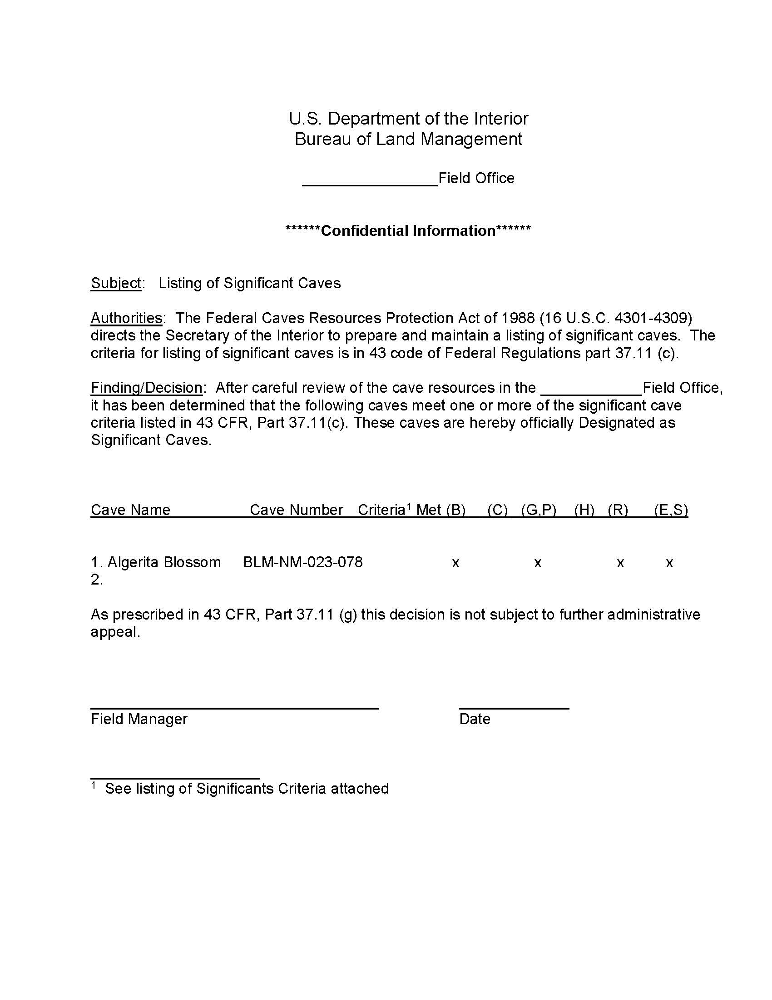 U.S. Department of the Interior
Bureau of Land Management
________________Field Office
******Confidential Information******
Subject: Listing of Significant Caves
Authorities: The Federal Caves Resources Protection Act of 1988 (16 U.S.C. 4301-4309)
directs the Secretary of the Interior to prepare and maintain a listing of significant caves. The
criteria for listing of significant caves is in 43 code of Federal Regulations part 37.11 (c).
Finding/Decision: After careful review of the cave resources in the ____________Field Office,
it has been determined that the following caves meet one or more of the significant cave
criteria listed in 43 CFR, Part 37.11(c). These caves are hereby officially Designated as
Significant Caves.
Cave Name Cave Number Criteria¹ Met (B)__ (C) _(G,P) (H) (R) (E,S)
1. Algerita Blossom BLM-NM-023-078 x x x x
2.
As prescribed in 43 CFR, Part 37.11 (g) this decision is not subject to further administrative
appeal.
Field Manager Date
¹ See listing of Significants Criteria attached